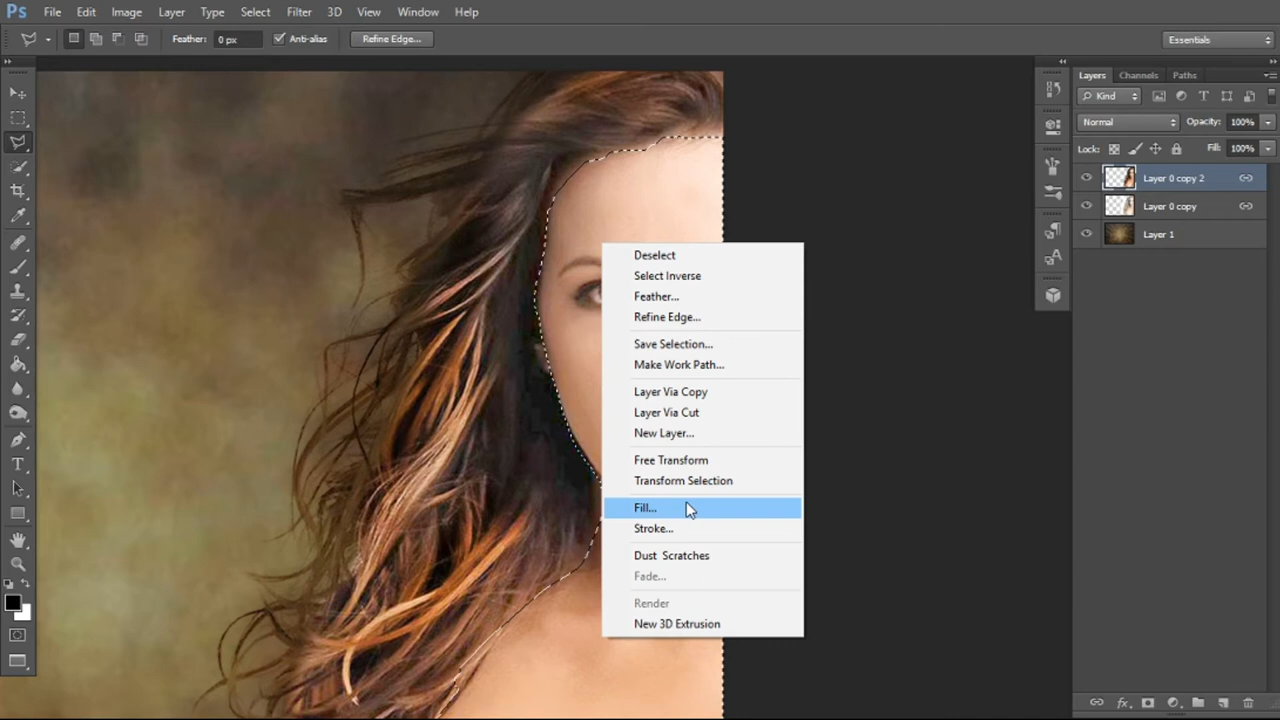 Ps File Edit Image Layer Type Select Filter 3D View Window Help
Feather: 0 px Anti-alias Refine Edge... Essentials
Layers Channels Paths
Kind
Normal Opacity: 100%
Lock: Fill: 100%
Layer 0 copy 2
Layer 0 copy
Layer 1
Deselect
Select Inverse
Feather...
Refine Edge...
Save Selection...
Make Work Path...
Layer Via Copy
Layer Via Cut
New Layer...
Free Transform
Transform Selection
Fill...
Stroke...
Dust Scratches
Fade...
Render
New 3D Extrusion